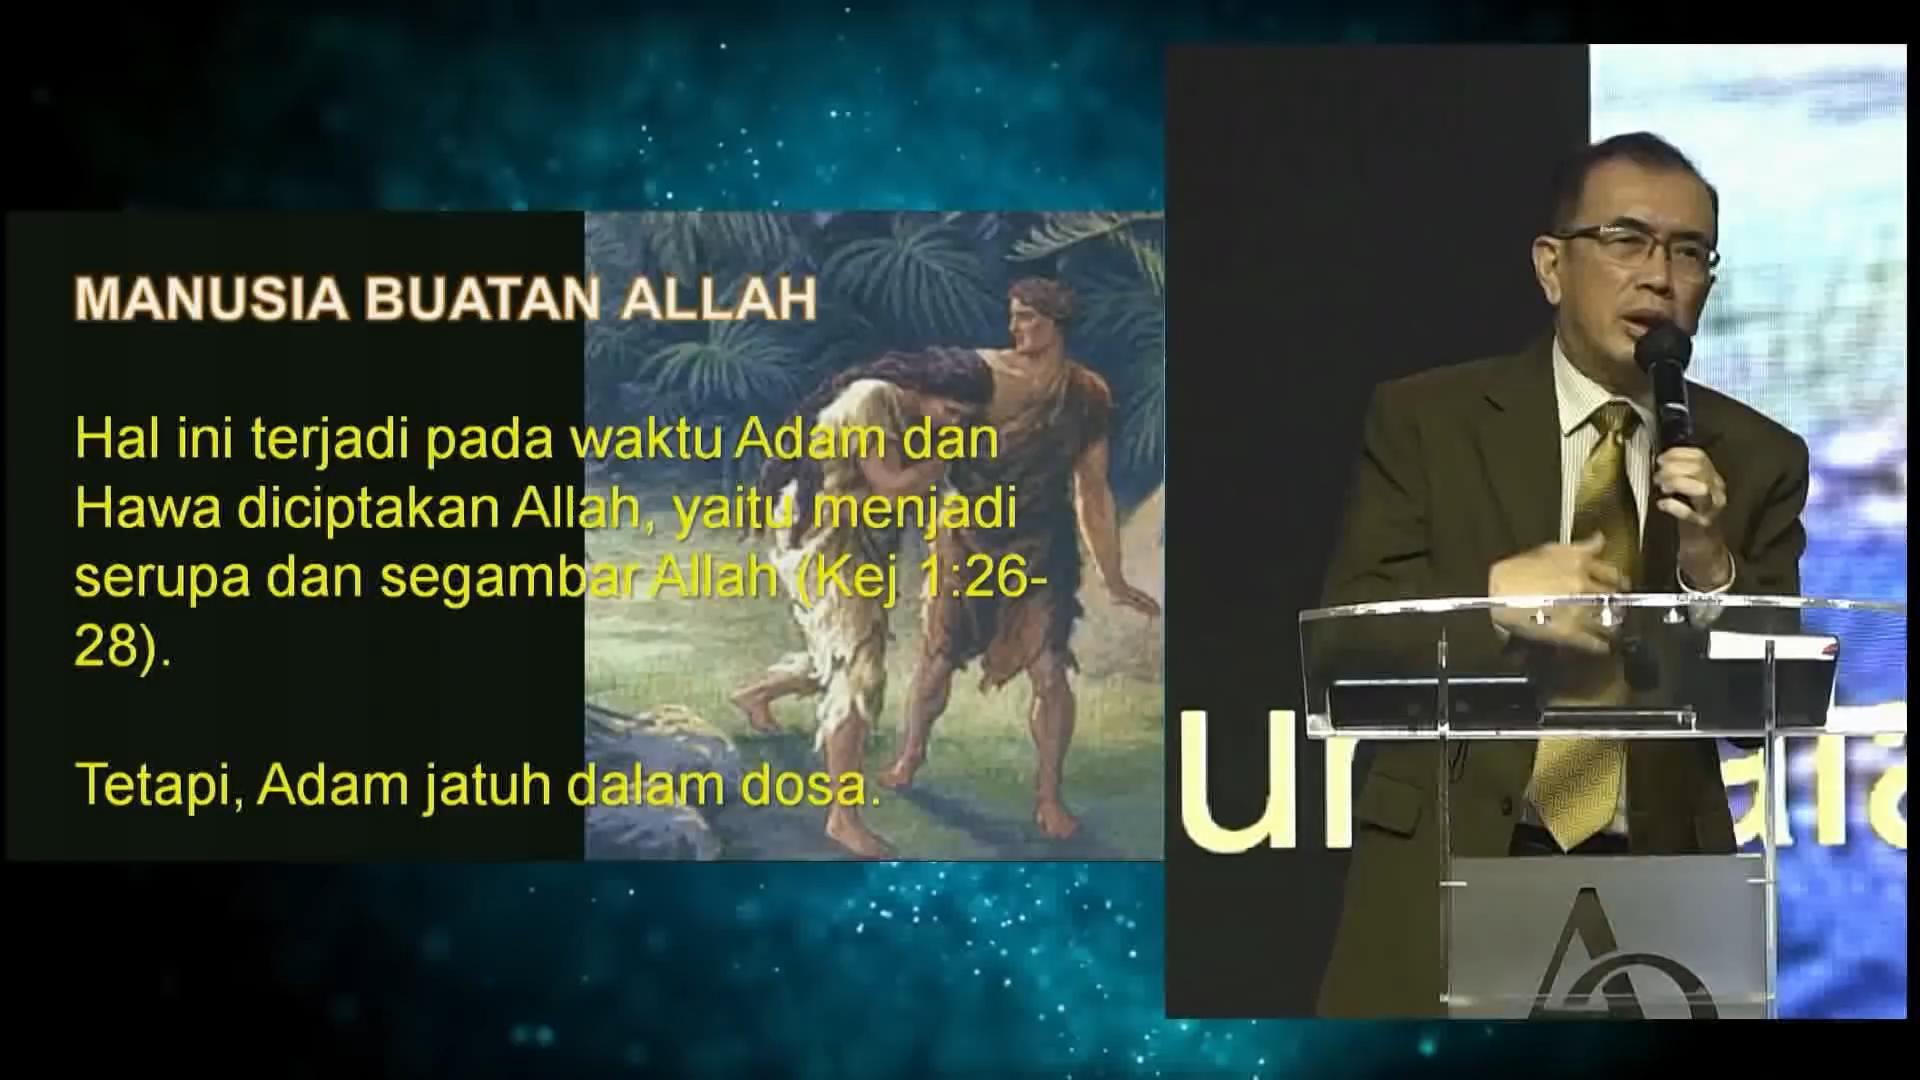 MANUSIA BUATAN ALLAH
Hal ini terjadi pada waktu Adam dan
Hawa diciptakan Allah, yaitu menjadi
serupa dan segambar Allah (Kej 1:26-
28).
Tetapi, Adam jatuh dalam dosa.